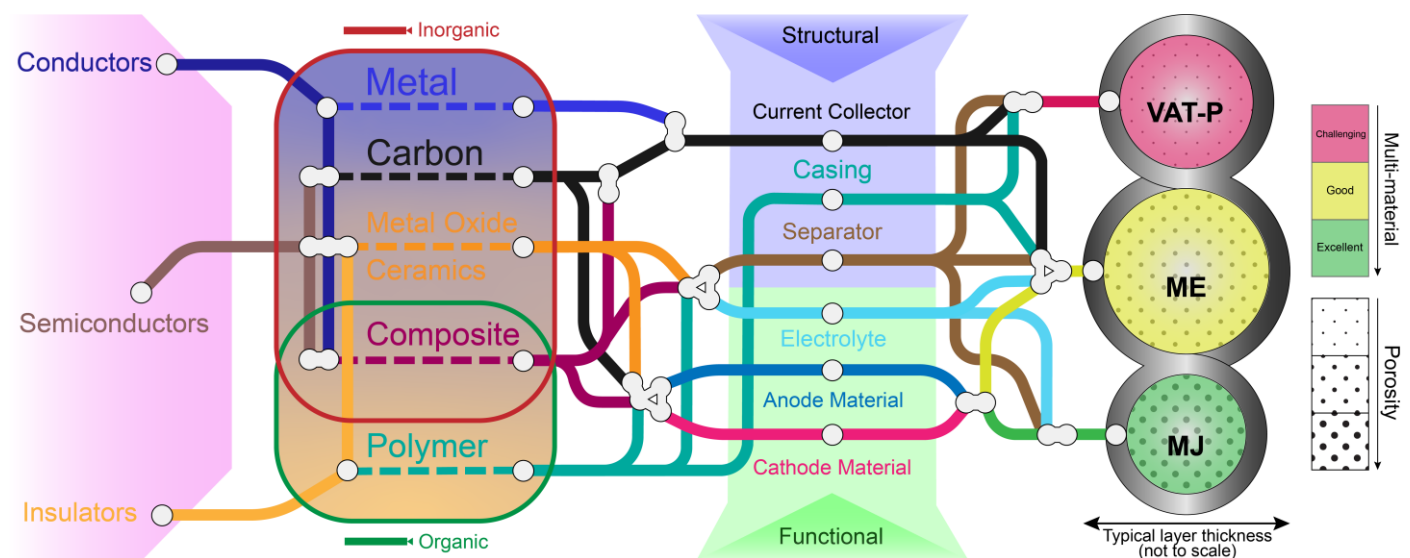 Conductors
Semiconductors
Insulators
Inorganic
Metal
Carbon
Metal Oxide
Ceramics
Composite
Polymer
Organic
Structural
Current Collector
Casing
Separator
Electrolyte
Anode Material
Cathode Material
Functional
VAT-P
ME
MJ
Typical layer thickness
(not to scale)
Challenging
Good
Excellent
Multi-material
Porosity